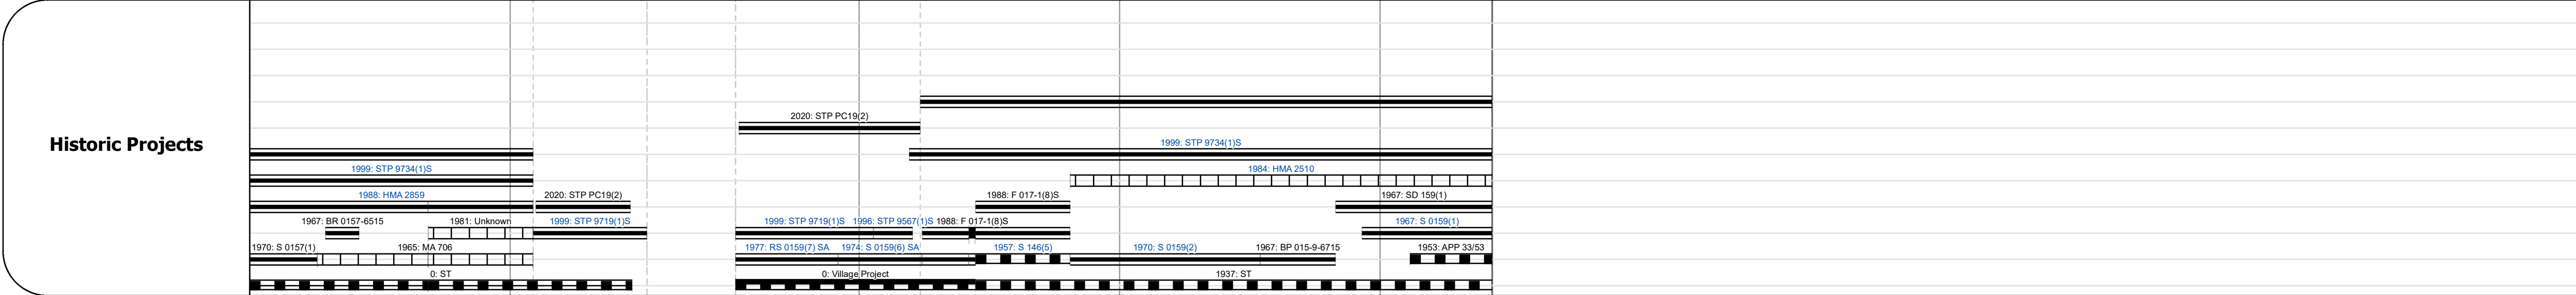 Historic Projects
2020: STP PC19(2)
1999: STP 9734(1)S
1999: STP 9734(1)S
1984: HMA 2510
1988: HMA 2859
2020: STP PC19(2)
1988: F 017-1(8)S
1967: SD 159(1)
1967: BR 0157-6515
1981: Unknown
1999: STP 9719(1)S
1999: STP 9719(1)S
1996: STP 9567(1)S
1988: F 017-1(8)S
1967: S 0159(1)
1970: S 0157(1)
1965: MA 706
1977: RS 0159(7) SA
1974: S 0159(6) SA
1957: S 146(5)
1970: S 0159(2)
1967: BP 015-9-6715
1953: APP 33/53
0: ST
0: Village Project
1937: ST